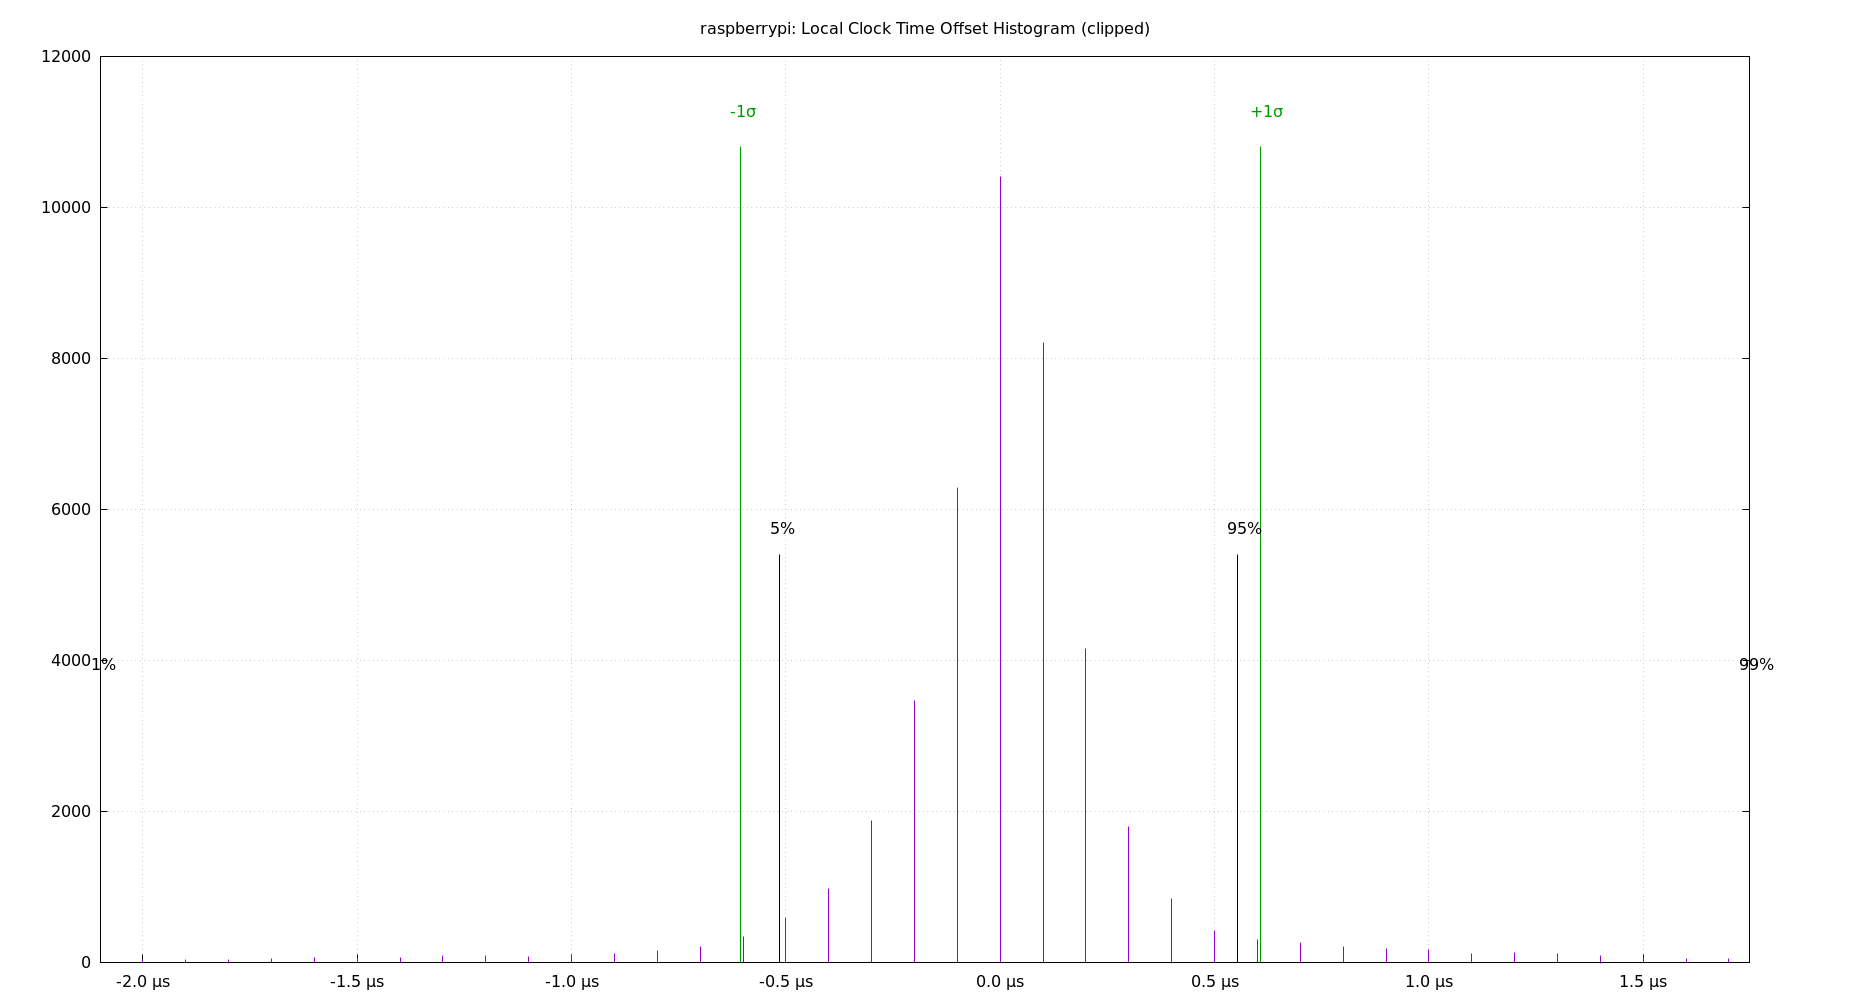 raspberrypi: Local Clock Time Offset Histogram (clipped)
12000
-1σ
+1σ
10000
8000
6000
5%
95%
4000
1%
99%
2000
0
-2.0 µs
-1.5 µs
-1.0 µs
-0.5 µs
0.0 µs
0.5 µs
1.0 µs
1.5 µs